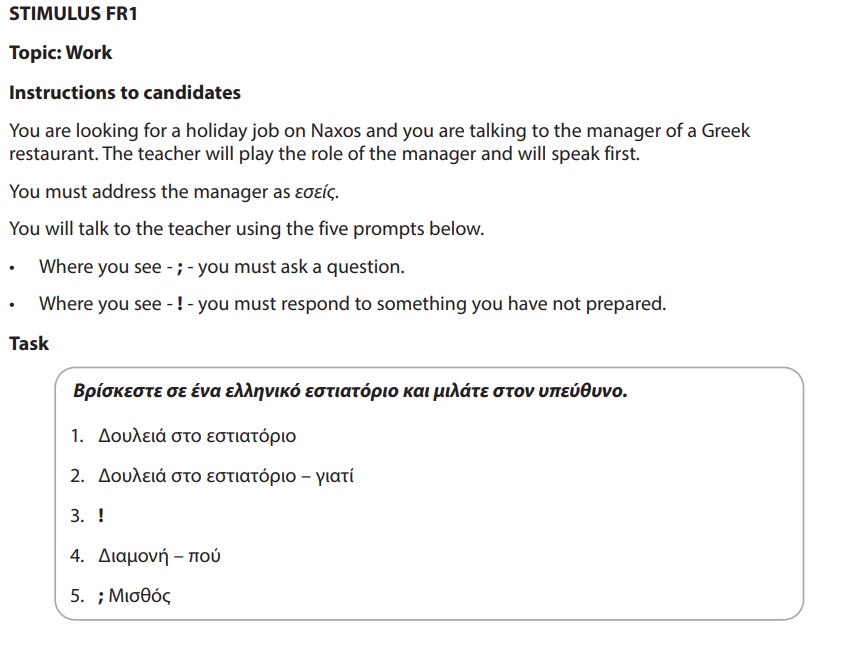 STIMULUS FR1
Topic: Work
Instructions to candidates
You are looking for a holiday job on Naxos and you are talking to the manager of a Greek
restaurant. The teacher will play the role of the manager and will speak first.
You must address the manager as εσείς.
You will talk to the teacher using the five prompts below.
• Where you see - ; - you must ask a question.
• Where you see - ! - you must respond to something you have not prepared.
Task
Βρίσκεστε σε ένα ελληνικό εστιατόριο και μιλάτε στον υπεύθυνο.
1. Δουλειά στο εστιατόριο
2. Δουλειά στο εστιατόριο – γιατί
3. !
4. Διαμονή – πού
5. ; Μισθός